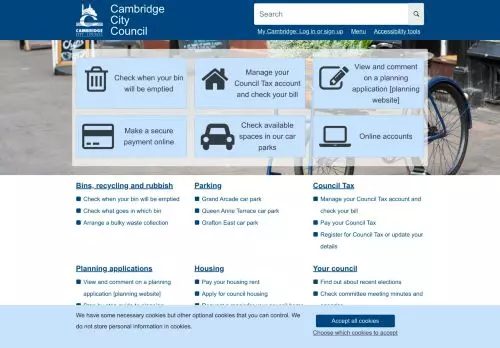 CAMBRIDGE
CITY COUNCIL
Cambridge
City
Council
Search
My Cambridge: Log in or sign up
Menu
Accessibility tools
Check when your bin
will be emptied
Manage your
Council Tax account
and check your bill
View and comment
on a planning
application [planning
website]
Make a secure
payment online
Check available
spaces in our car
parks
Online accounts
Bins, recycling and rubbish
Check when your bin will be emptied
Check what goes in which bin
Arrange a bulky waste collection
Parking
Grand Arcade car park
Queen Anne Terrace car park
Grafton East car park
Council Tax
Manage your Council Tax account and
check your bill
Pay your Council Tax
Register for Council Tax or update your
details
Planning applications
View and comment on a planning
application [planning website]
Housing
Pay your housing rent
Apply for council housing
Your council
Find out about recent elections
Check committee meeting minutes and
We have some necessary cookies but other optional cookies that you can control. We
do not store personal information in cookies.
Accept all cookies
Choose which cookies to accept